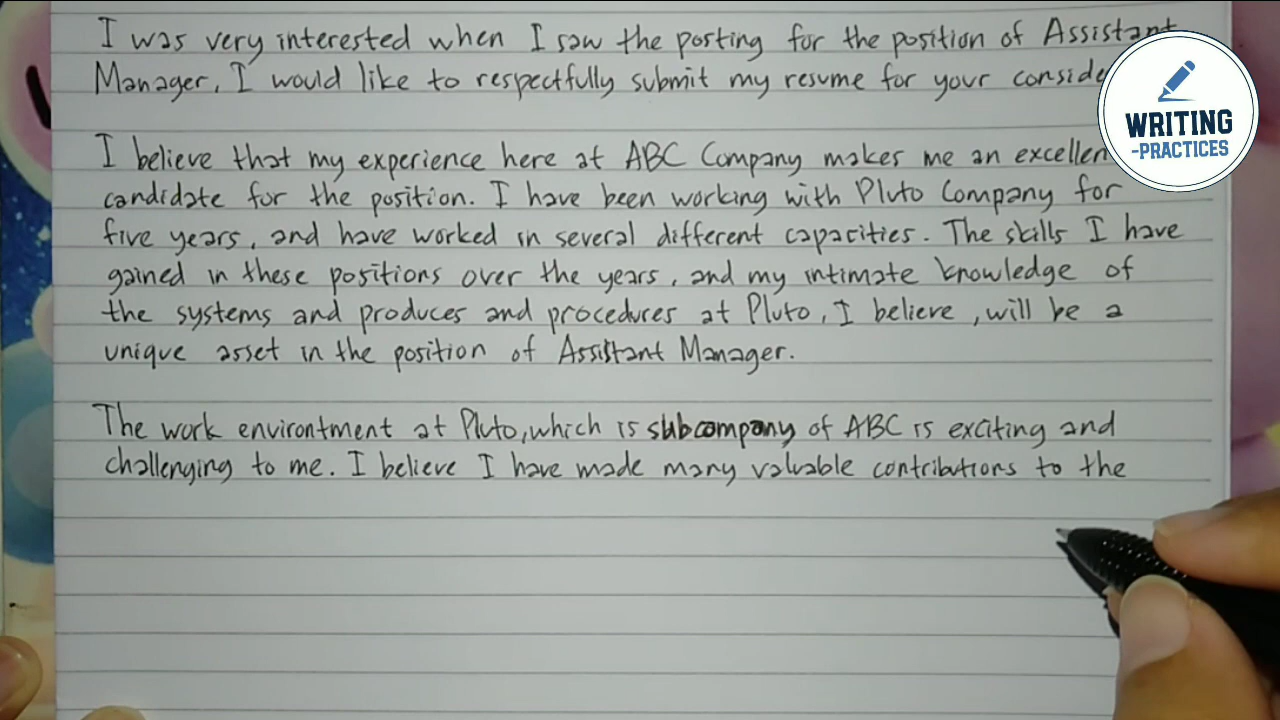 I was very interested when I saw the posting for the position of Assistant
Manager, I would like to respectfully submit my resume for your
I believe that my experience here at ABC Company makes me an
candidate for the position. I have been working with Pluto Company for
five years, and have worked in several different capacities. The skills I have
gained in these positions over the years, and my intimate knowledge of
the systems and produces and procedures at Pluto, I believe, will be a
unique asset in the position of Assistant Manager.
The work environtment at Pluto, which is subcompany of ABC is exciting and
challenging to me. I believe I have made many valuable contributions to the
WRITING
-PRACTICES